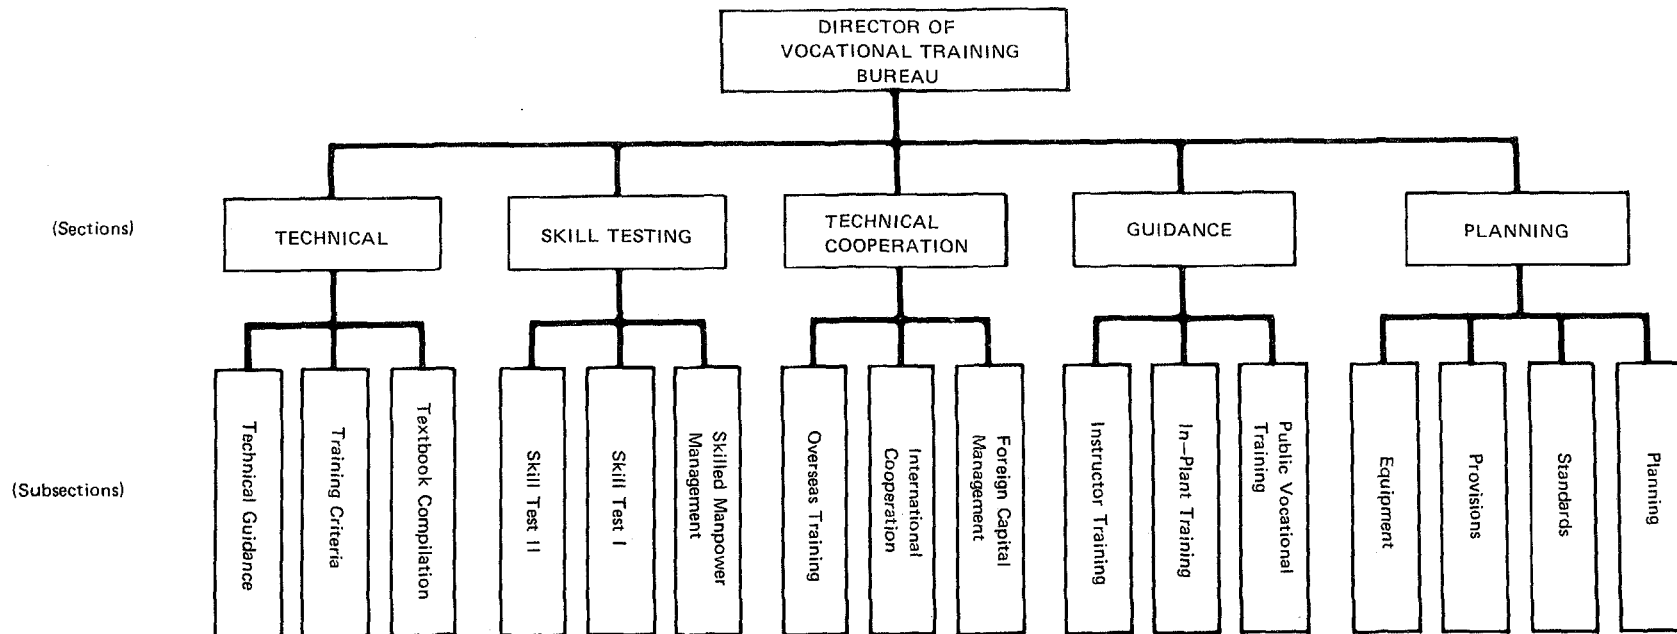 DIRECTOR OF
VOCATIONAL TRAINING
BUREAU
(Sections)
TECHNICAL
SKILL TESTING
TECHNICAL
COOPERATION
GUIDANCE
PLANNING
(Subsections)
Technical Guidance
Training Criteria
Textbook Compilation
Skill Test II
Skill Test I
Skilled Manpower
Management
Overseas Training
International
Cooperation
Foreign Capital
Management
Instructor Training
In-Plant Training
Public Vocational
Training
Equipment
Provisions
Standards
Planning